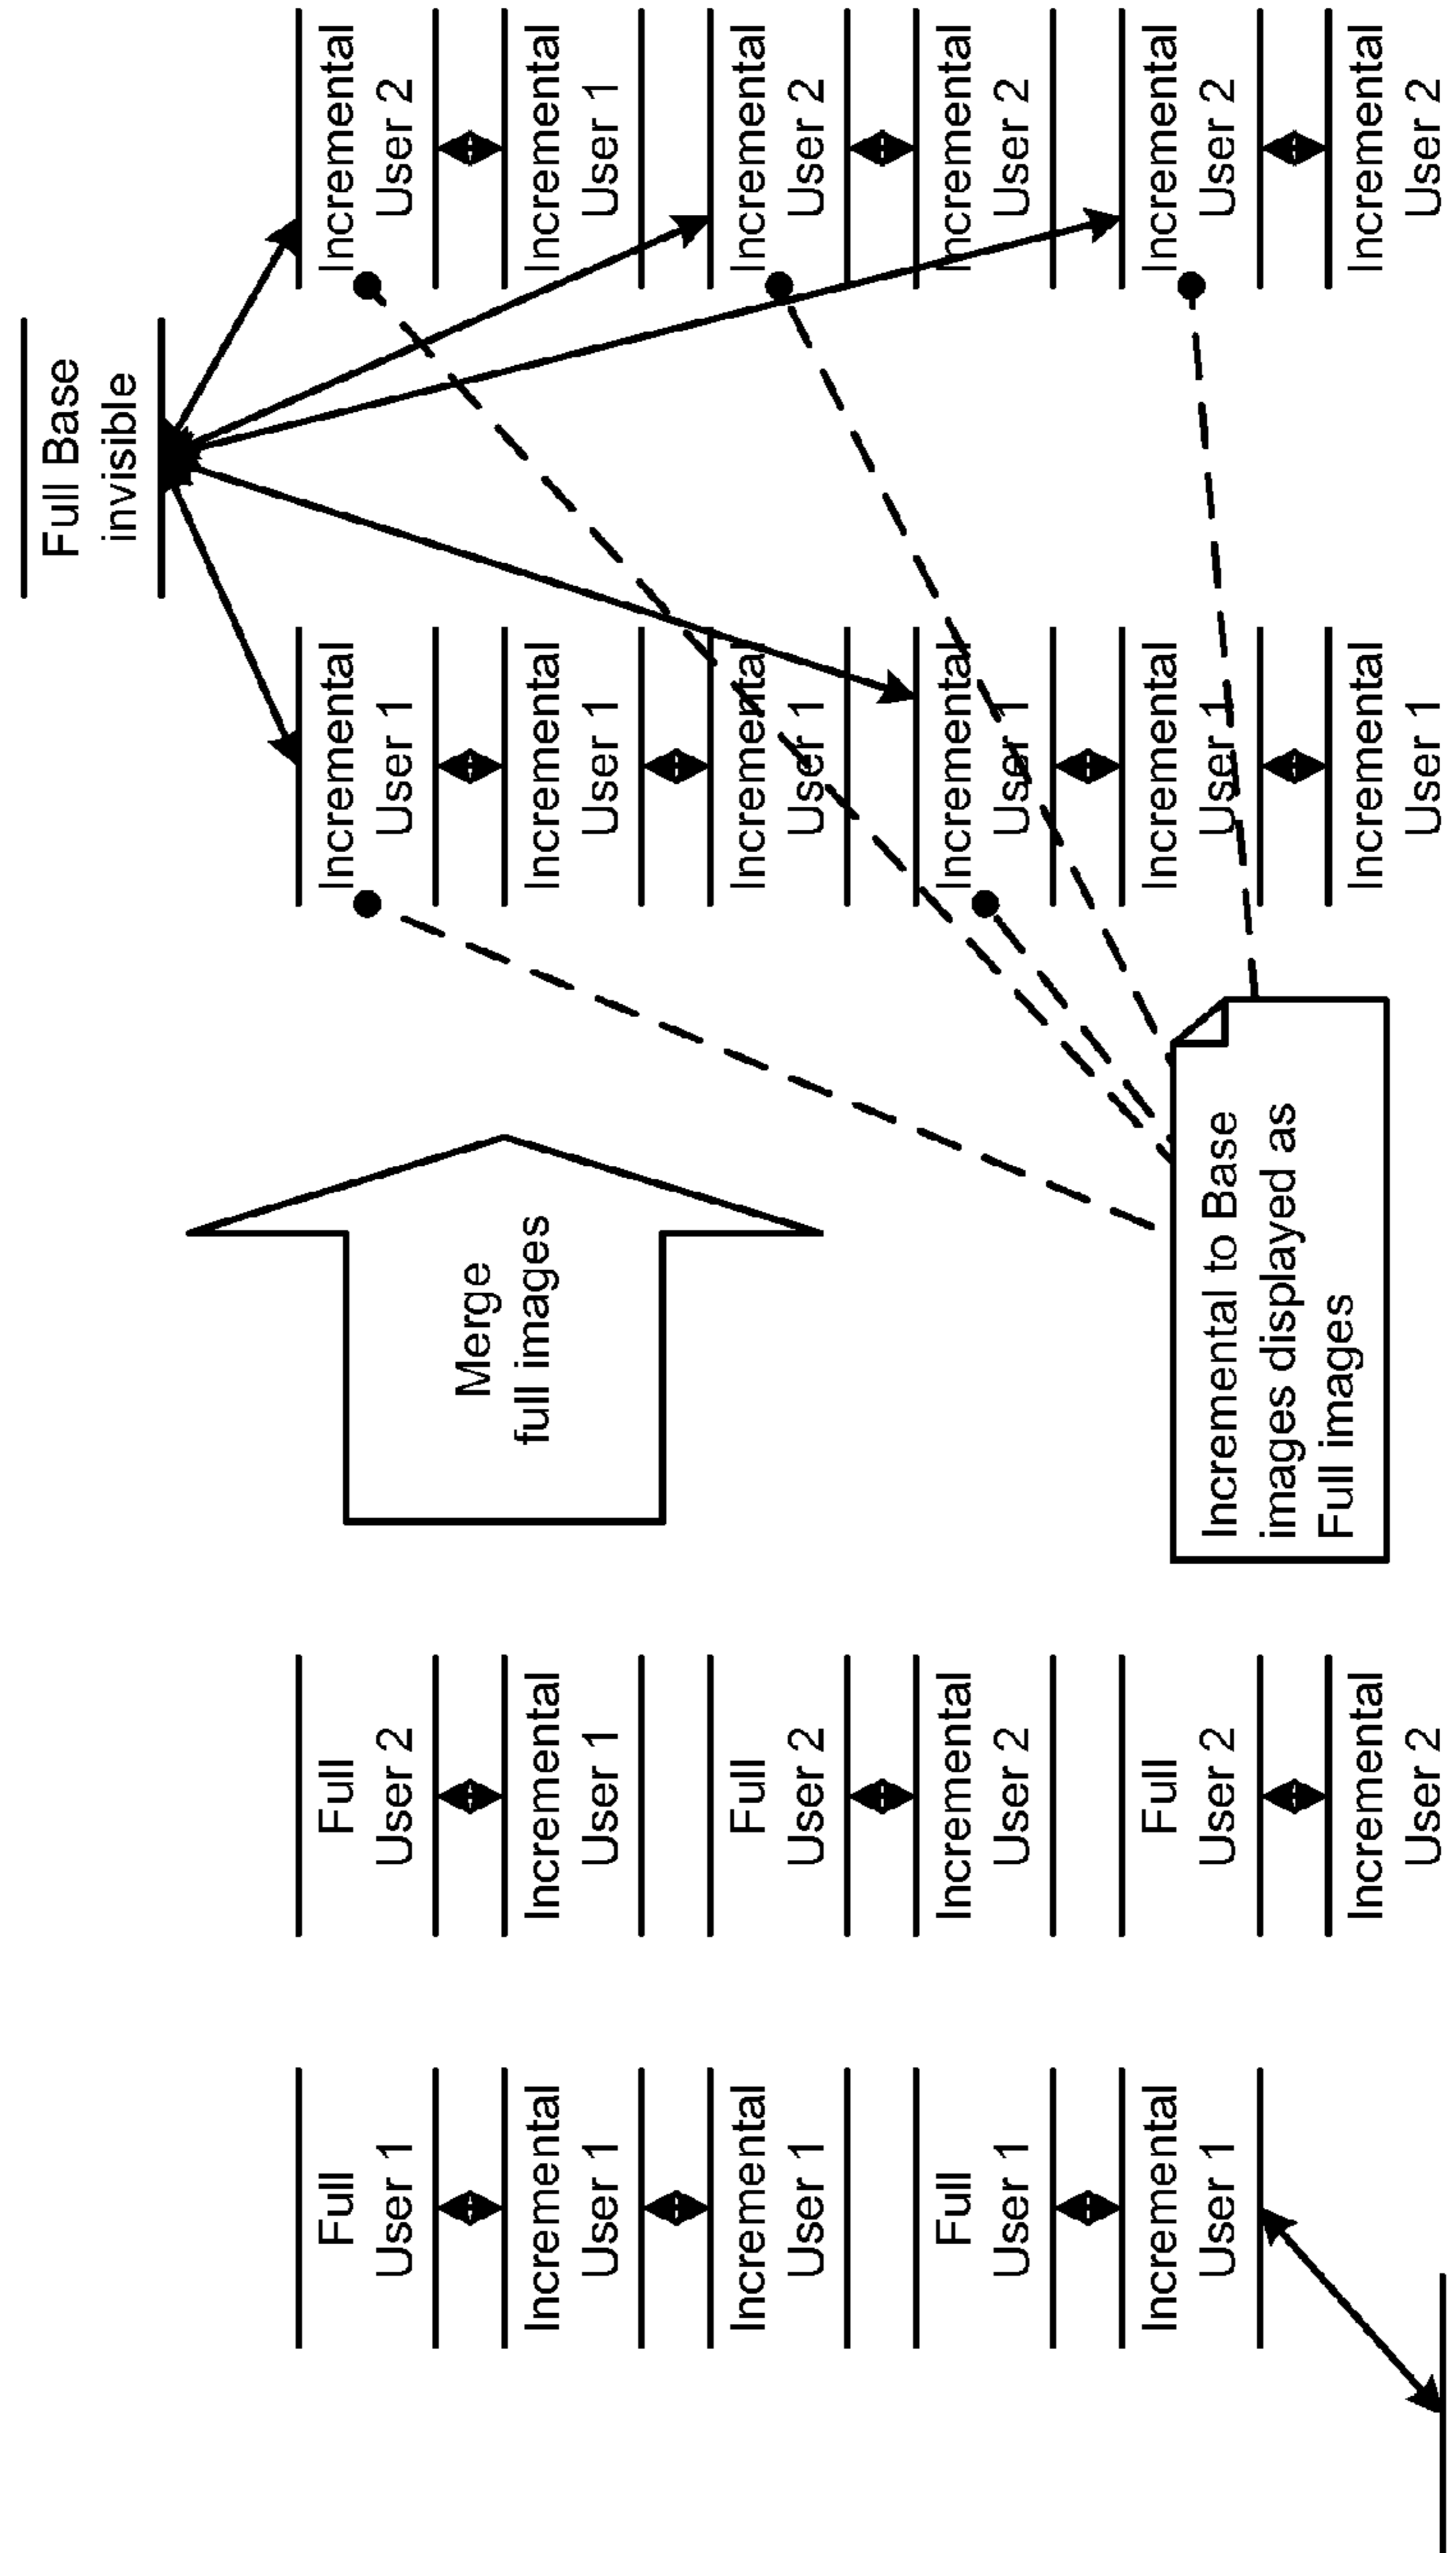 Full
User 1
Incremental
User 1
Incremental
User 1
Full
User 1
Incremental
User 1
Full
User 2
Incremental
User 1
Full
User 2
Incremental
User 2
Full
User 2
Incremental
User 2
Merge
full images
Incremental to Base
images displayed as
Full images
Full Base
invisible
Incremental
User 1
Incremental
User 1
Incremental
User 1
Incremental
User 1
Incremental
User 1
Incremental
User 1
Incremental
User 2
Incremental
User 1
Incremental
User 2
Incremental
User 2
Incremental
User 2
Incremental
User 2